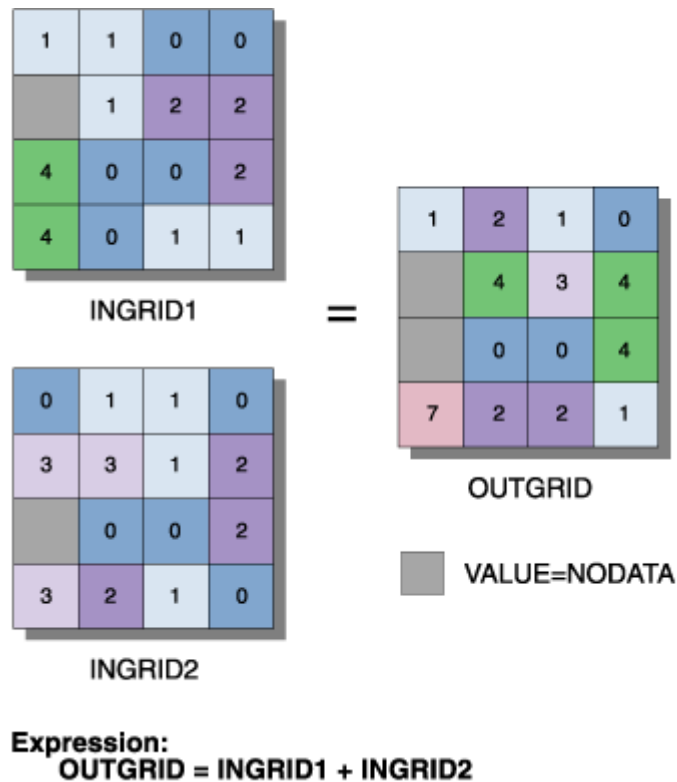 1 1 0 0
1 2 2
4 0 0 2
4 0 1 1
INGRID1
0 1 1 0
3 3 1 2
0 0 2
3 2 1 0
INGRID2
=
1 2 1 0
4 3 4
0 0 4
7 2 2 1
OUTGRID
VALUE=NODATA
Expression:
OUTGRID = INGRID1 + INGRID2